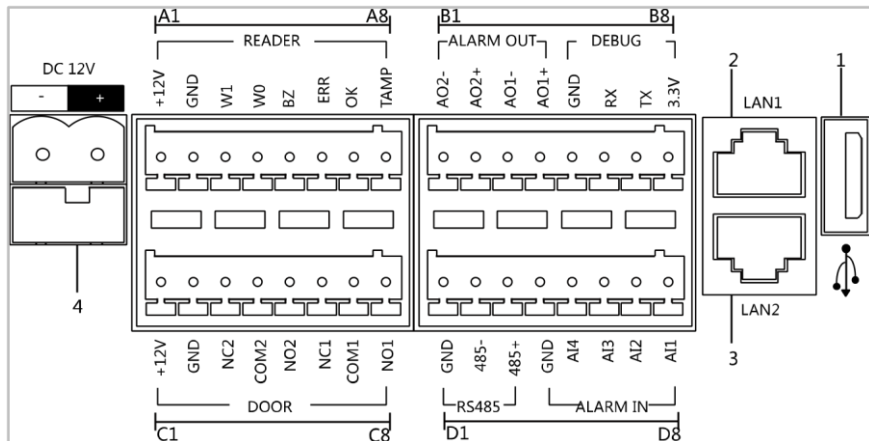 A1 A8 B1 B8
READER ALARM OUT DEBUG 2 1
DC 12V LAN1
- +
+12V GND W1 W0 BZ ERR OK TAMP AO2- AO2+ AO1- AO1+ GND RX TX 3.3V
4
+12V GND NC2 COM2 NO2 NC1 COM1 NO1 GND 485- 485+ GND AI4 AI3 AI2 AI1
LAN2
3
DOOR RS485 ALARM IN
C1 C8 D1 D8